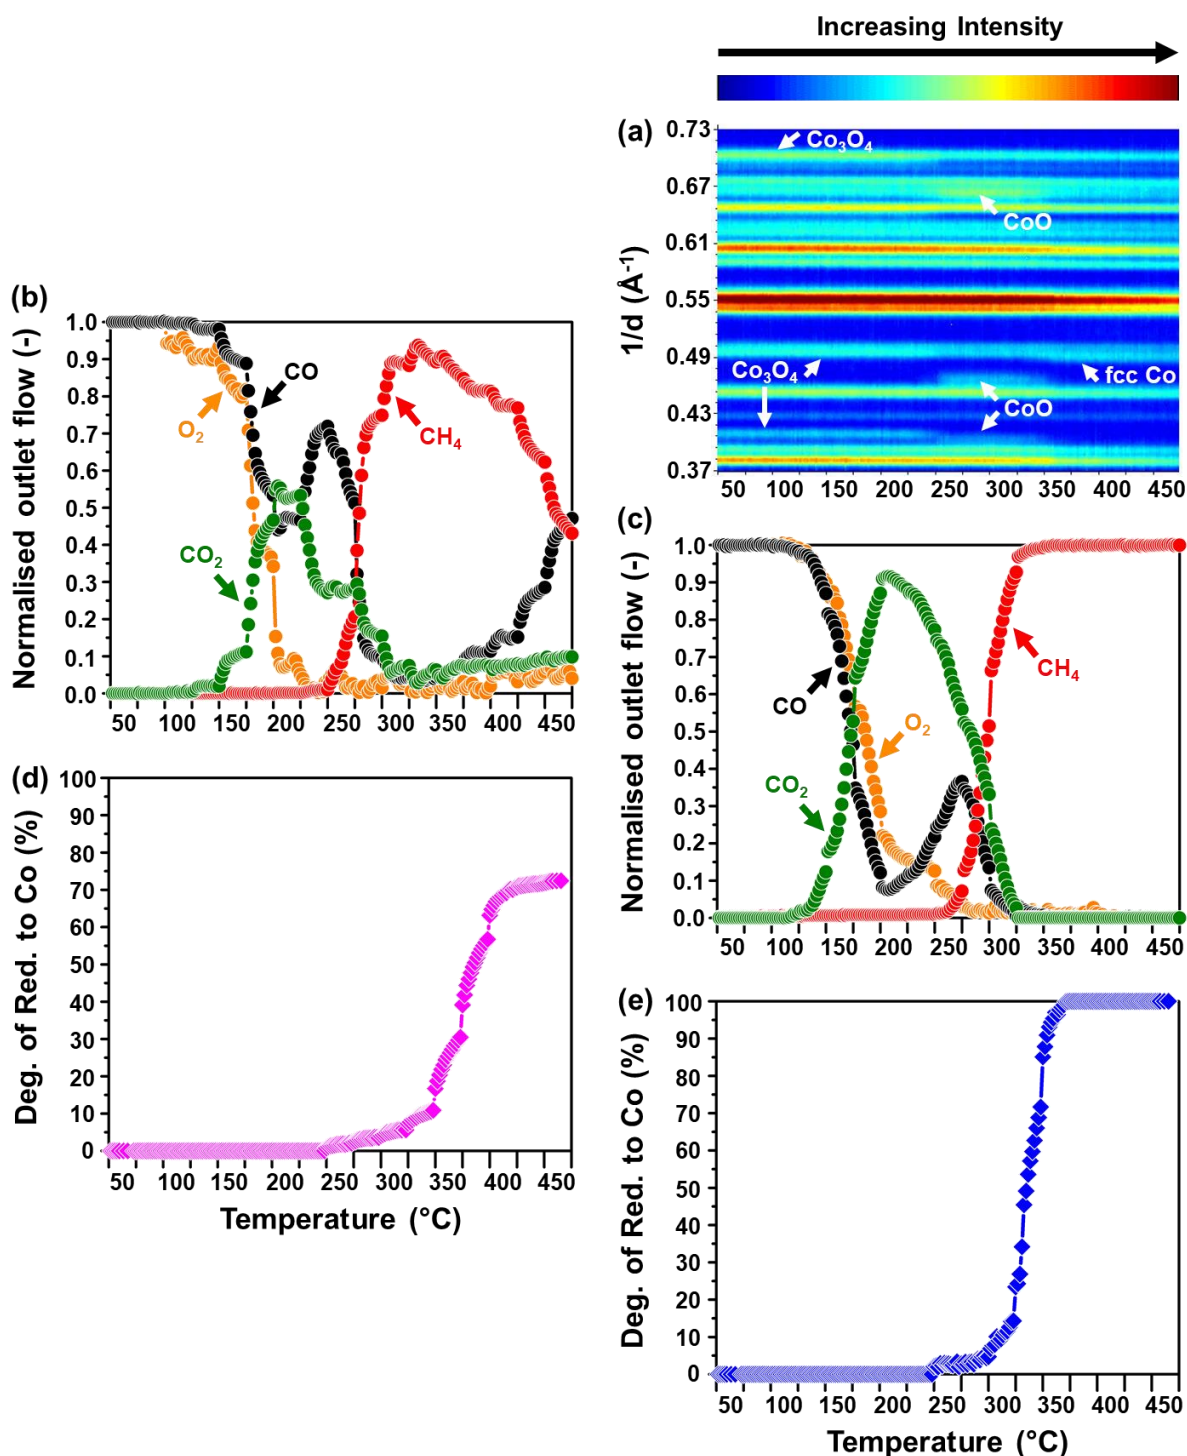 Increasing Intensity
(a)
1/d (Å-1)
0.73
0.67
0.61
0.55
0.49
0.43
0.37
Co3O4
CoO
Co3O4
fcc Co
CoO
50 100 150 200 250 300 350 400 450
(b)
Normalised outlet flow (-)
1.0
0.9
0.8
0.7
0.6
0.5
0.4
0.3
0.2
0.1
0.0
CO
O2
CH4
CO2
50 100 150 200 250 300 350 400 450
(c)
Normalised outlet flow (-)
1.0
0.9
0.8
0.7
0.6
0.5
0.4
0.3
0.2
0.1
0.0
CH4
CO
O2
CO2
50 100 150 200 250 300 350 400 450
(d)
Deg. of Red. to Co (%)
100
90
80
70
60
50
40
30
20
10
0
50 100 150 200 250 300 350 400 450
Temperature (°C)
(e)
Deg. of Red. to Co (%)
100
90
80
70
60
50
40
30
20
10
0
50 100 150 200 250 300 350 400 450
Temperature (°C)